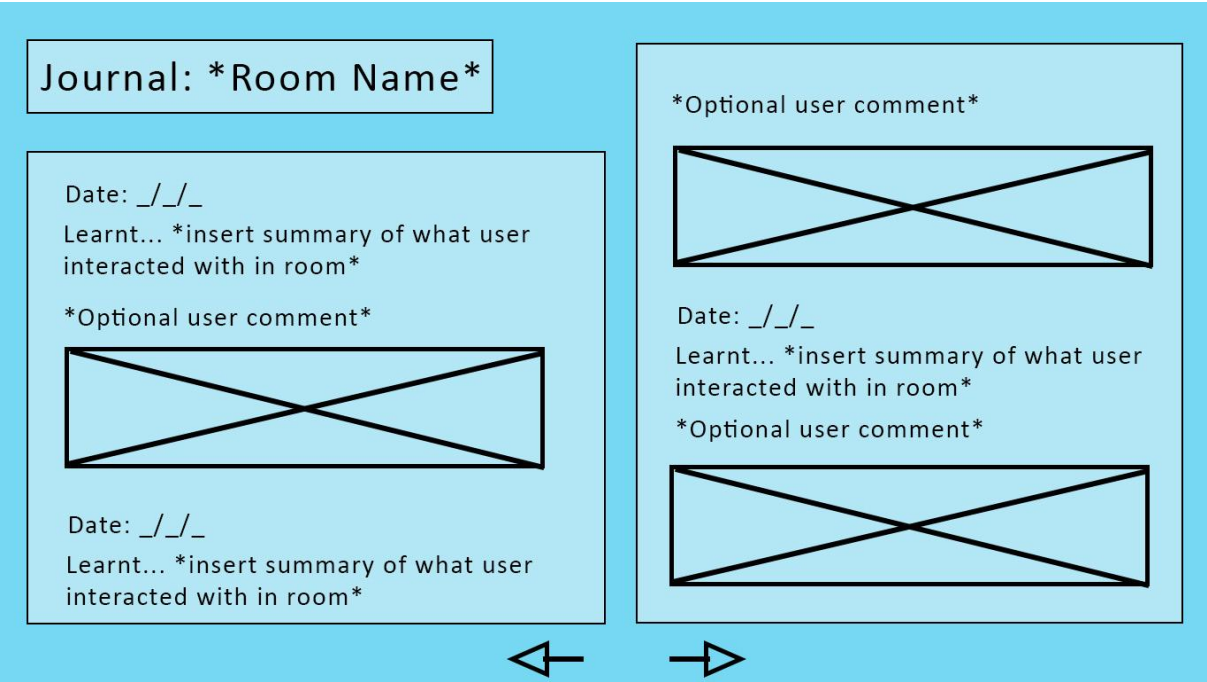 Journal: *Room Name*
Date: _/_/_
Learnt... *insert summary of what user
interacted with in room*
*Optional user comment*
Date: _/_/_
Learnt... *insert summary of what user
interacted with in room*
*Optional user comment*
Date: _/_/_
Learnt... *insert summary of what user
interacted with in room*
*Optional user comment*